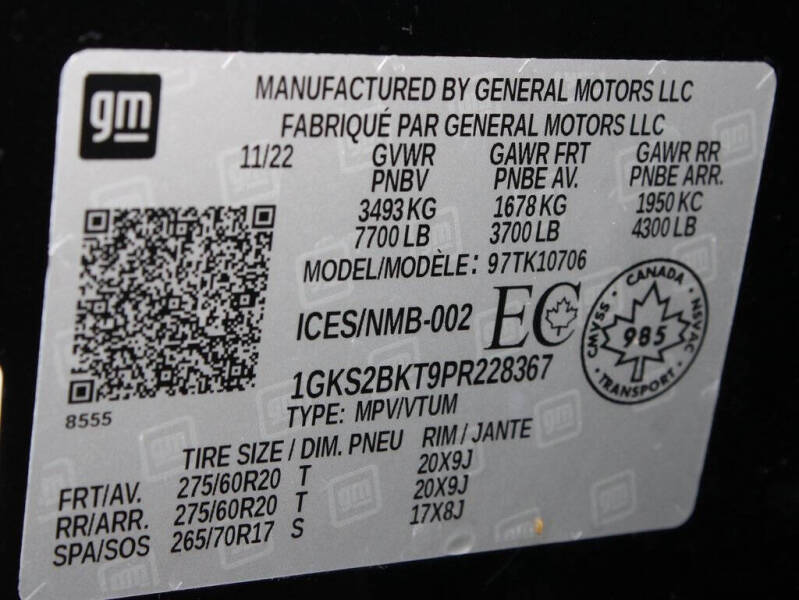 gm
MANUFACTURED BY GENERAL MOTORS LLC
FABRIQUÉ PAR GENERAL MOTORS LLC
11/22 GVWR GAWR FRT GAWR RR
PNBV PNBE AV. PNBE ARR.
3493 KG 1678 KG 1950 KG
7700 LB 3700 LB 4300 LB
MODEL/MODÈLE: 97TK10706
ICES/NMB-002 EC
CANADA
CMVSS · NSVAC
985
TRANSPORT
1GKS2BKT9PR228367
8555
TYPE: MPV/VTUM
TIRE SIZE / DIM. PNEU RIM / JANTE
FRT/AV. 275/60R20 T 20X9J
RR/ARR. 275/60R20 T 20X9J
SPA/SOS 265/70R17 S 17X8J